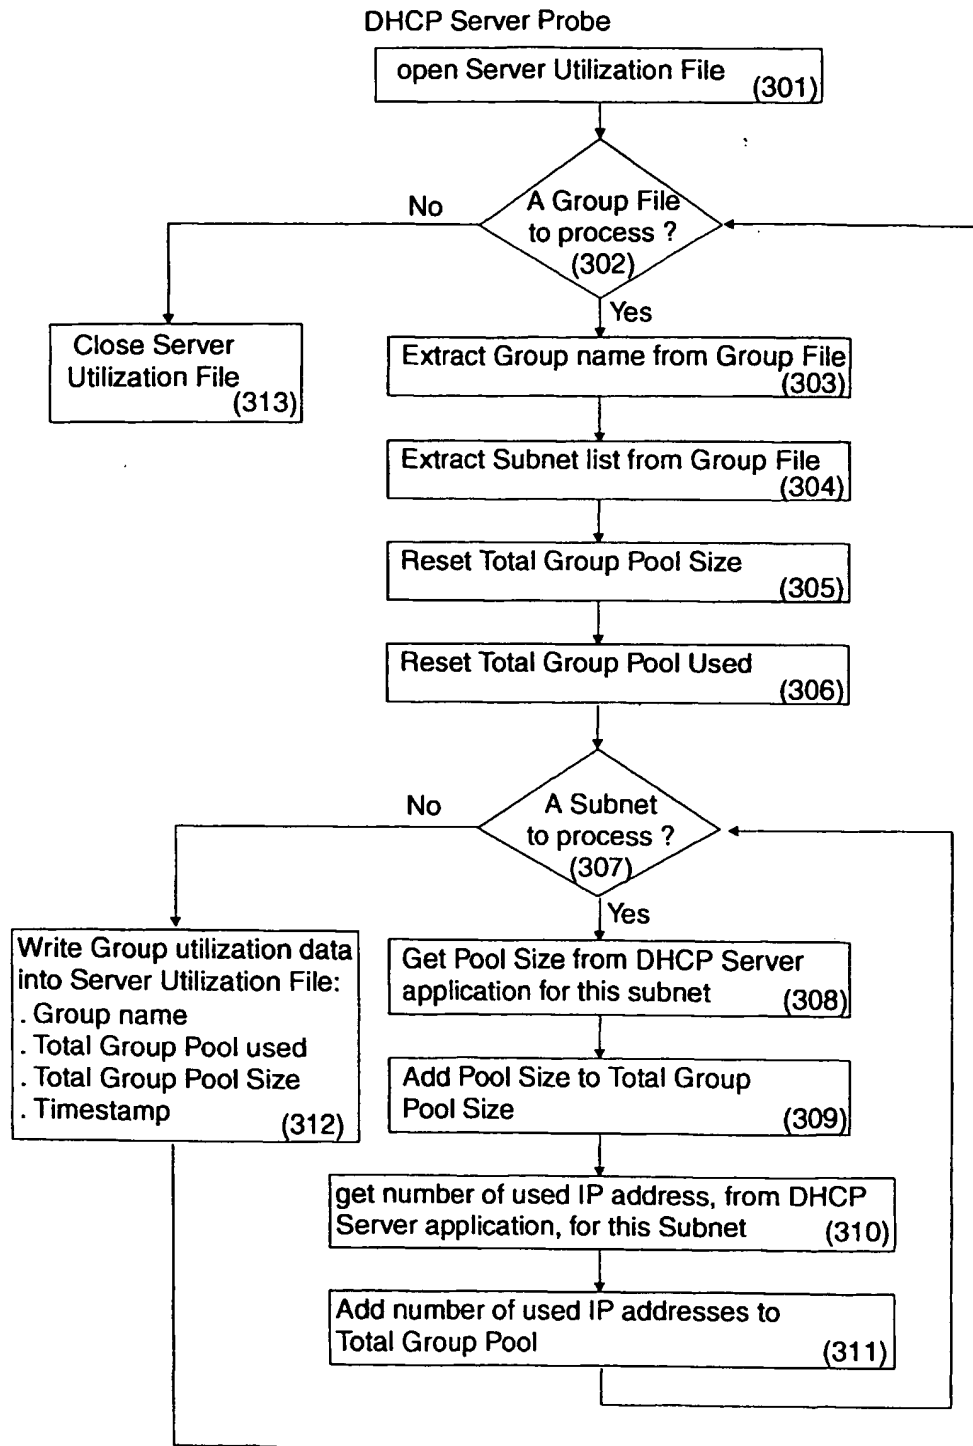 DHCP Server Probe
open Server Utilization File
(301)
A Group File
to process ?
(302)
No
Yes
Close Server
Utilization File
(313)
Extract Group name from Group File
(303)
Extract Subnet list from Group File
(304)
Reset Total Group Pool Size
(305)
Reset Total Group Pool Used
(306)
A Subnet
to process ?
(307)
No
Yes
Write Group utilization data
into Server Utilization File:
. Group name
. Total Group Pool used
. Total Group Pool Size
. Timestamp
(312)
Get Pool Size from DHCP Server
application for this subnet
(308)
Add Pool Size to Total Group
Pool Size
(309)
get number of used IP address, from DHCP
Server application, for this Subnet
(310)
Add number of used IP addresses to
Total Group Pool
(311)